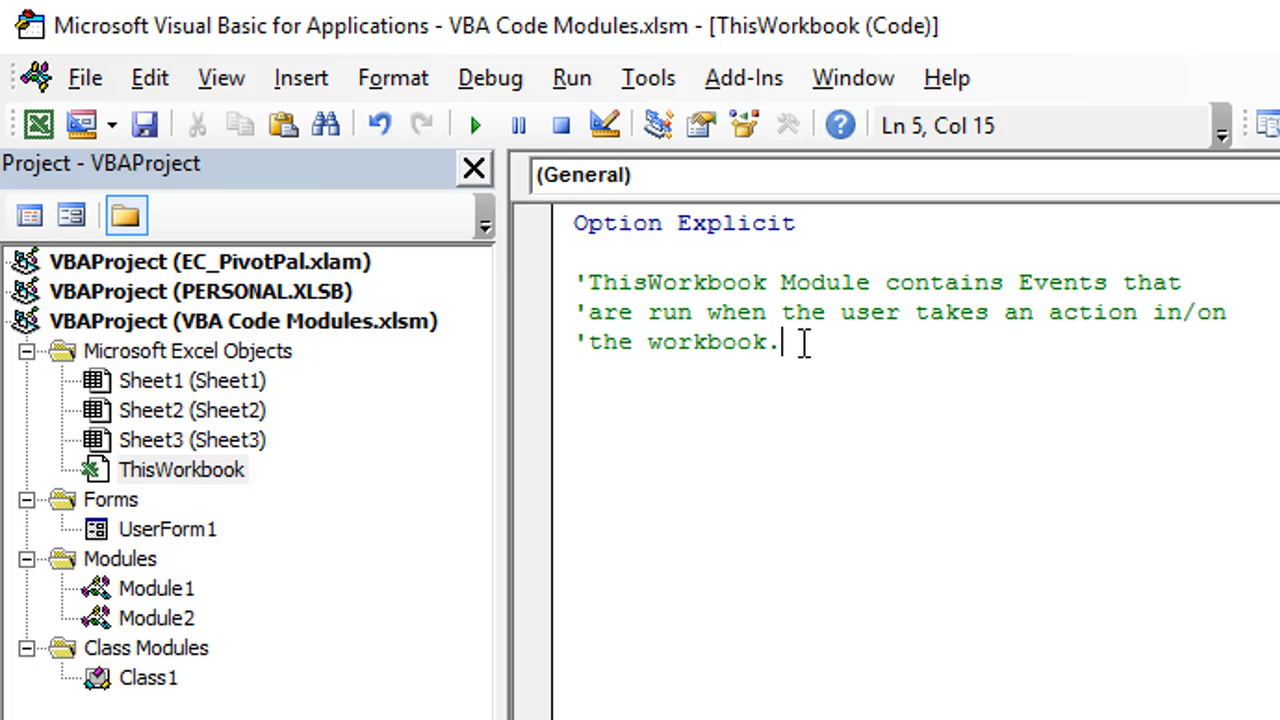 Microsoft Visual Basic for Applications - VBA Code Modules.xlsm - [ThisWorkbook (Code)]
File Edit View Insert Format Debug Run Tools Add-Ins Window Help
Ln 5, Col 15
Project - VBAProject
(General)
VBAProject (EC_PivotPal.xlam)
VBAProject (PERSONAL.XLSB)
VBAProject (VBA Code Modules.xlsm)
Microsoft Excel Objects
Sheet1 (Sheet1)
Sheet2 (Sheet2)
Sheet3 (Sheet3)
ThisWorkbook
Forms
UserForm1
Modules
Module1
Module2
Class Modules
Class1
Option Explicit
'ThisWorkbook Module contains Events that
'are run when the user takes an action in/on
'the workbook.